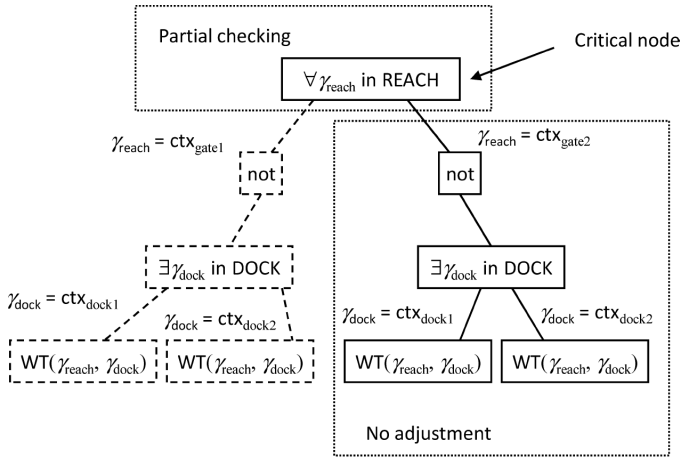 Partial checking
Critical node
∀γreach in REACH
γreach = ctxgate1
γreach = ctxgate2
not
not
∃γdock in DOCK
∃γdock in DOCK
γdock = ctxdock1
γdock = ctxdock2
γdock = ctxdock1
γdock = ctxdock2
WT(γreach, γdock)
WT(γreach, γdock)
WT(γreach, γdock)
WT(γreach, γdock)
No adjustment